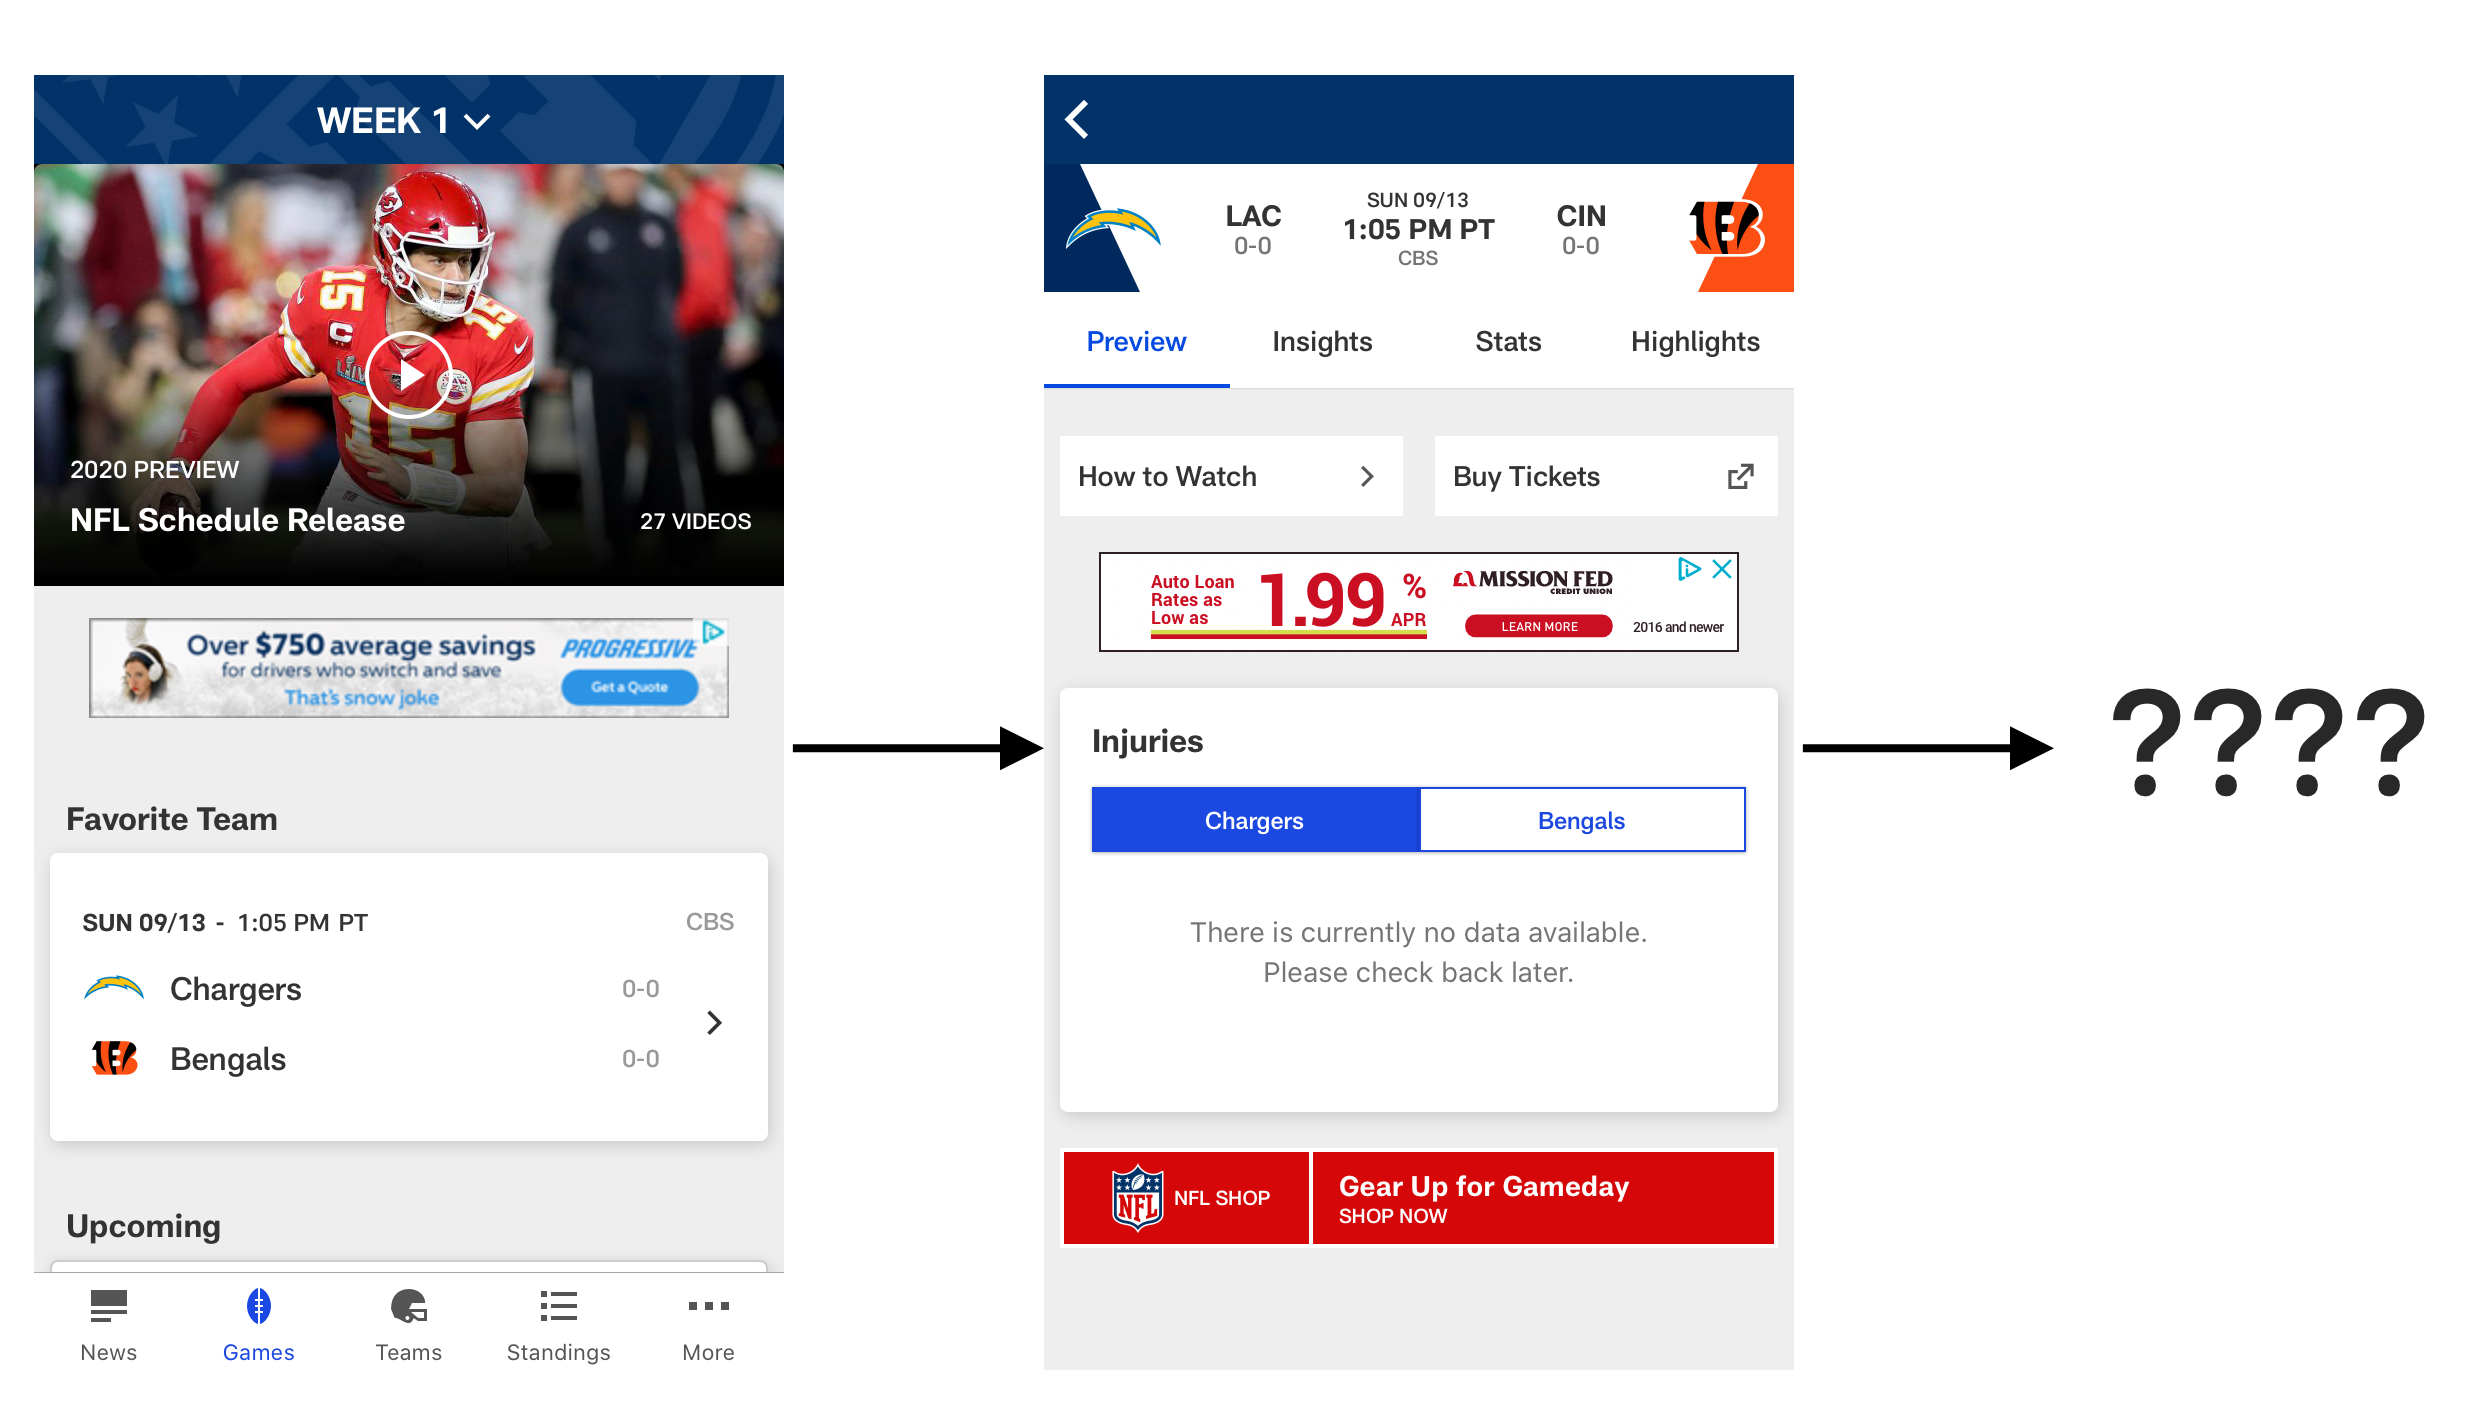 WEEK 1
15
15
15
LIV
C
2020 PREVIEW
NFL Schedule Release
27 VIDEOS
Over $750 average savings
for drivers who switch and save
That's snow joke
PROGRESSIVE
Get a Quote
Favorite Team
SUN 09/13 - 1:05 PM PT
CBS
Chargers
0-0
Bengals
0-0
Upcoming
News
Games
Teams
Standings
More
LAC
0-0
SUN 09/13
1:05 PM PT
CBS
CIN
0-0
B
Preview
Insights
Stats
Highlights
How to Watch
Buy Tickets
Auto Loan
Rates as
Low as
1.99% APR
MISSION FED
CREDIT UNION
LEARN MORE
2016 and newer
Injuries
Chargers
Bengals
There is currently no data available.
Please check back later.
NFL
NFL SHOP
Gear Up for Gameday
SHOP NOW
????